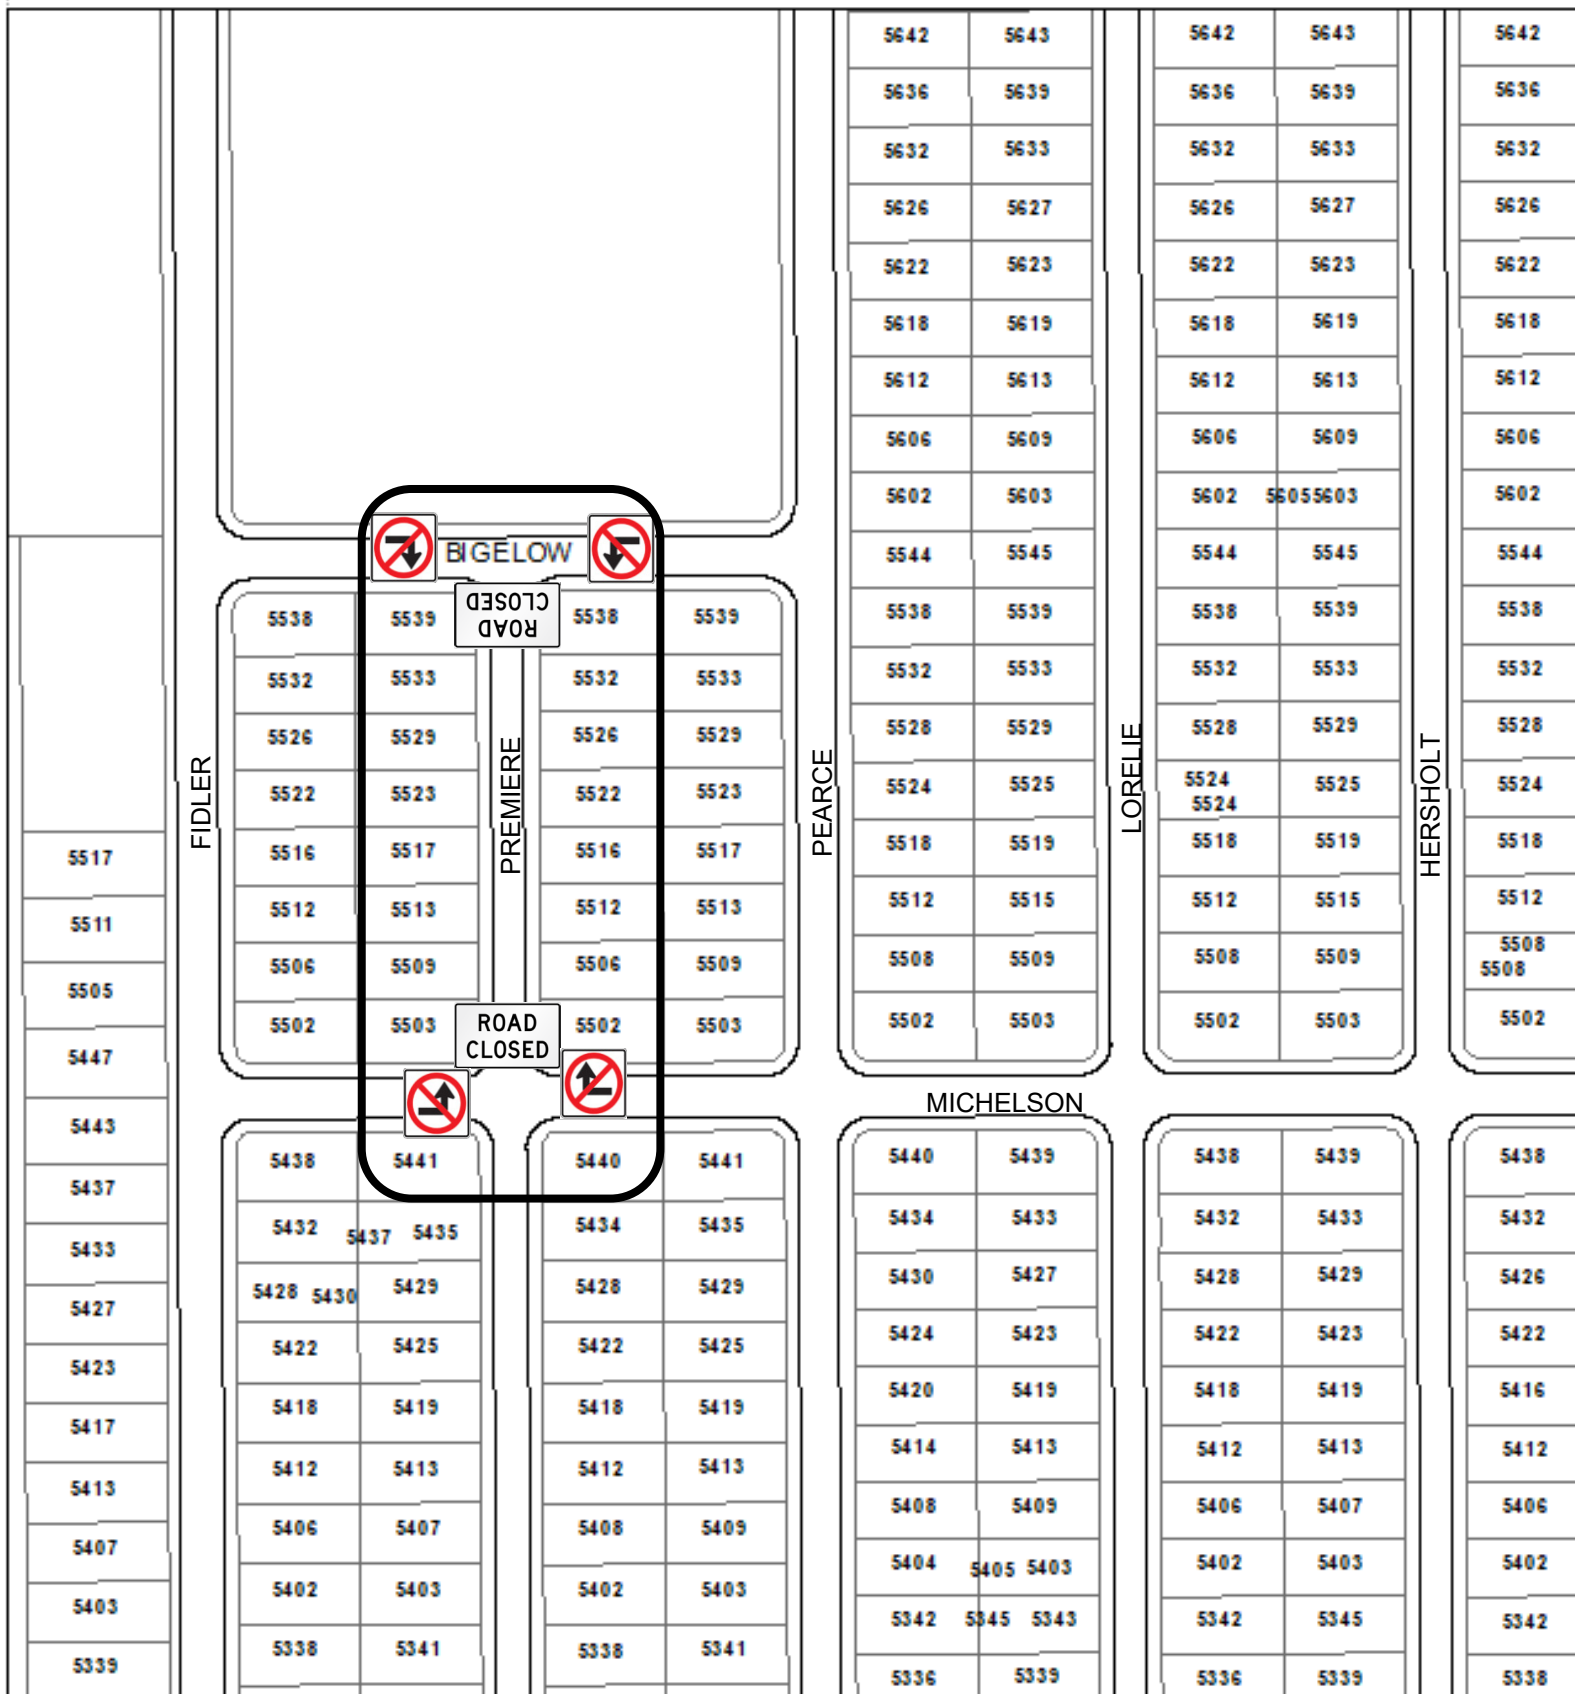 5642 5643 5642 5643 5642
5636 5639 5636 5639 5636
5632 5633 5632 5633 5632
5626 5627 5626 5627 5626
5622 5623 5622 5623 5622
5618 5619 5618 5619 5618
5612 5613 5612 5613 5612
5606 5609 5606 5609 5606
5602 5603 5602 5605 5603 5602
BIGELOW
5544 5545 5544 5545 5544
ROAD
CLOSED
5538 5539 5538 5539 5538 5539 5538 5539 5538
5532 5533 5532 5533 5532 5533 5532 5533 5532
5526 5529 5526 5529 5528 5529 5528 5529 5528
FIDLER
PREMIERE
PEARCE
LORELIE
HERSHOLT
5522 5523 5522 5523 5524 5525 5524 5525 5524
5524
5517 5516 5517 5516 5517 5518 5519 5518 5519 5518
5511 5512 5513 5512 5513 5512 5515 5512 5515 5512
5505 5506 5509 5506 5509 5508 5509 5508 5509 5508
5508
5502 5503 5502 5503 5502 5503 5502 5503 5502
ROAD
CLOSED
5447
MICHELSON
5443 5438 5441 5440 5441 5440 5439 5438 5439 5438
5437 5432 5437 5435 5434 5435 5434 5433 5432 5433 5432
5433 5428 5430 5429 5428 5429 5430 5427 5428 5429 5426
5427 5422 5425 5422 5425 5424 5423 5422 5423 5422
5423 5418 5419 5418 5419 5420 5419 5418 5419 5416
5417 5412 5413 5412 5413 5414 5413 5412 5413 5412
5413 5406 5407 5408 5409 5408 5409 5406 5407 5406
5407 5402 5403 5402 5403 5404 5405 5403 5402 5403 5402
5403 5338 5341 5338 5341 5342 5345 5343 5342 5345 5342
5339 5336 5339 5336 5339 5338